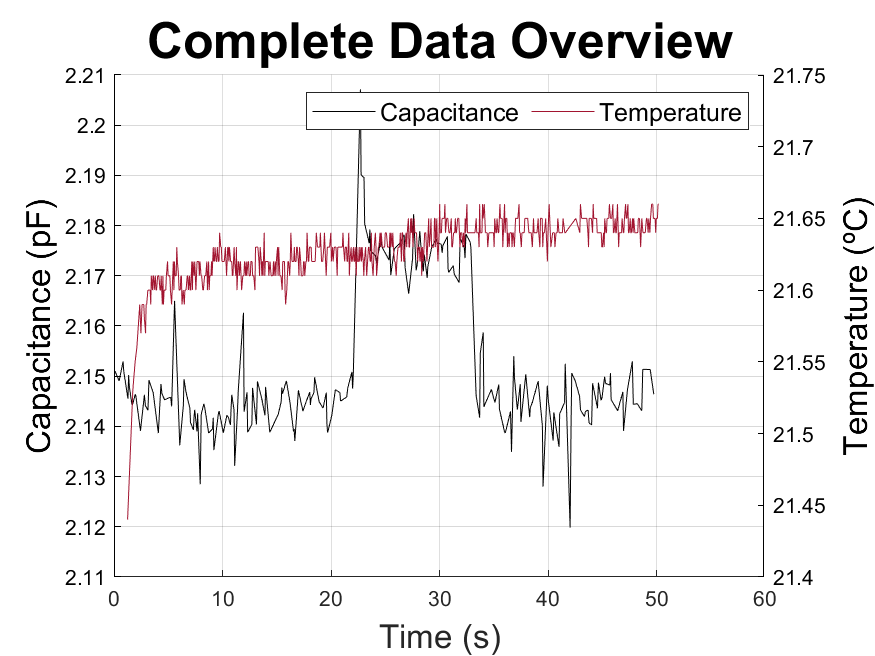 Complete Data Overview
Capacitance
Temperature
Capacitance (pF)
2.21
2.2
2.19
2.18
2.17
2.16
2.15
2.14
2.13
2.12
2.11
21.75
21.7
21.65
21.6
21.55
21.5
21.45
21.4
Temperature (ºC)
0 10 20 30 40 50 60
Time (s)